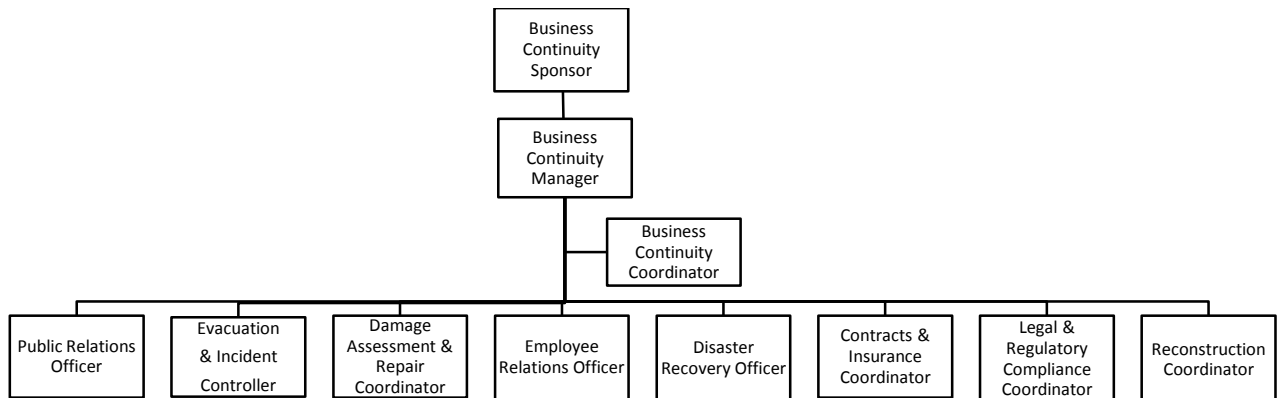 Business
Continuity
Sponsor
Business
Continuity
Manager
Business
Continuity
Coordinator
Public Relations
Officer
Evacuation
& Incident
Controller
Damage
Assessment &
Repair
Coordinator
Employee
Relations Officer
Disaster
Recovery Officer
Contracts &
Insurance
Coordinator
Legal &
Regulatory
Compliance
Coordinator
Reconstruction
Coordinator